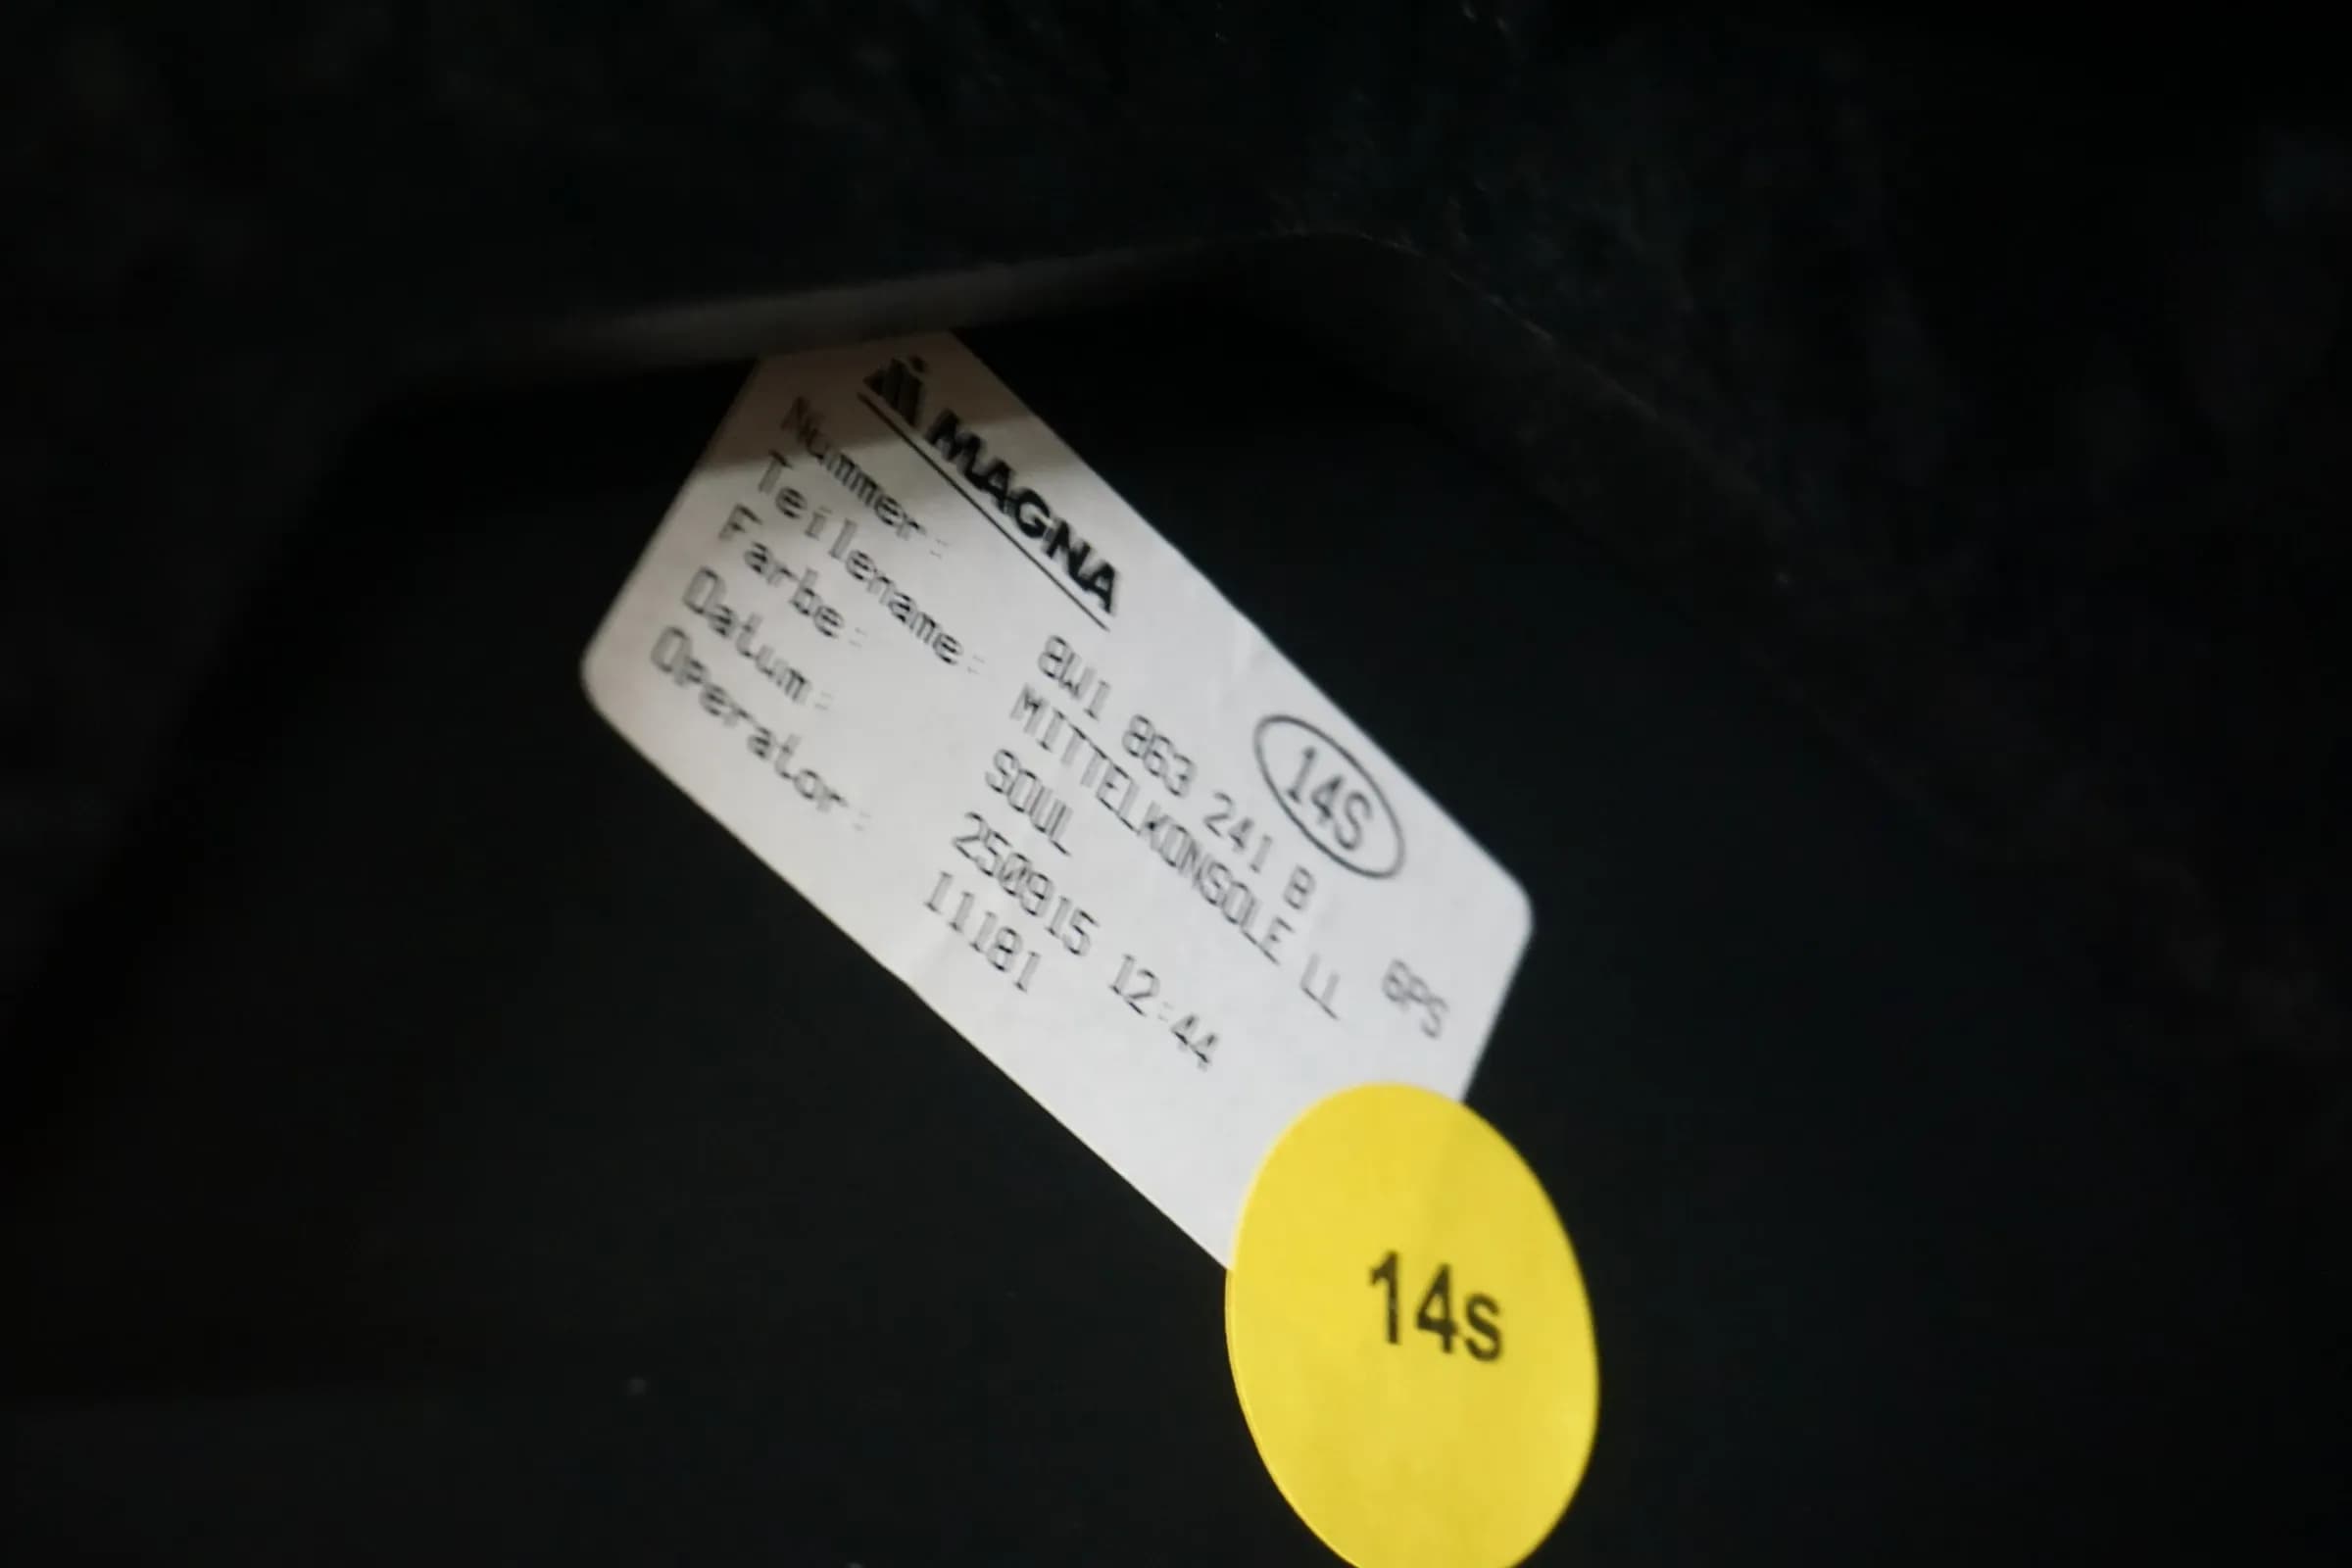 MAGNA
14S
Nummer: 8W1 863 241 B 6PS
Teilename: MITTELKONSOLE LL
Farbe: SOUL
Datum: 250915 12:44
Operator: 11181
14s